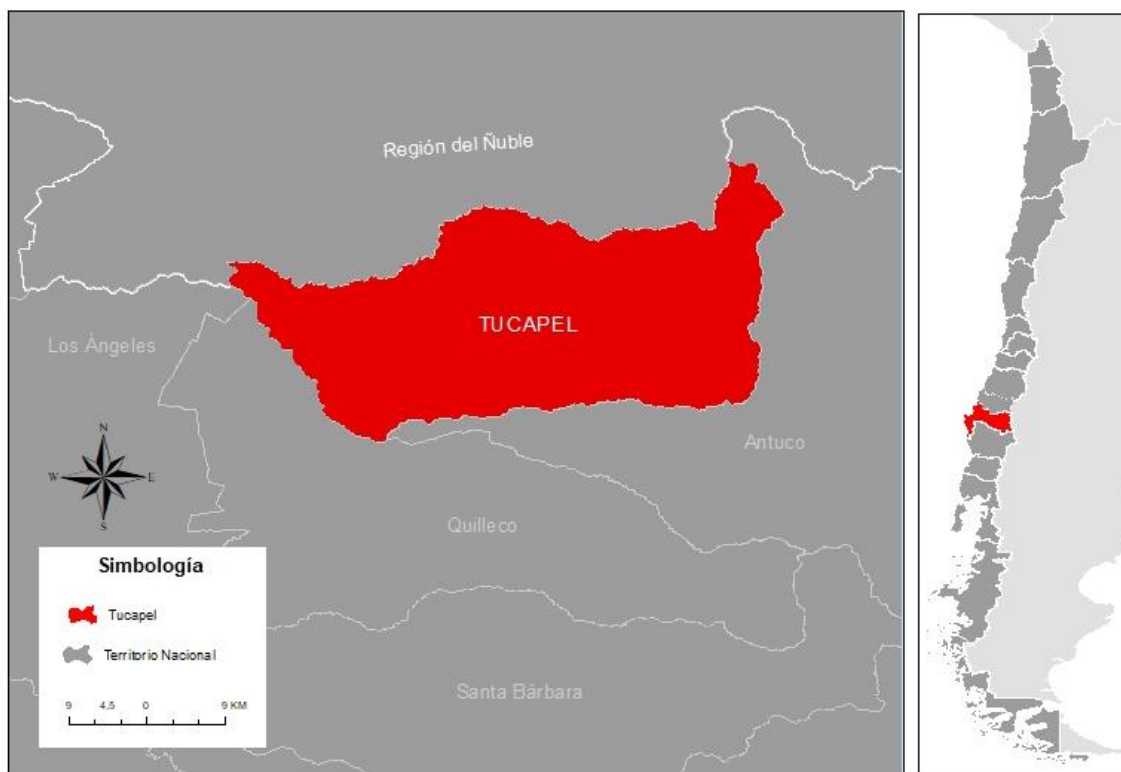 Región del Ñuble
TUCAPEL
Los Ángeles
Antuco
N
W E
S
Quilleco
Simbología
Tucapel
Territorio Nacional
9 4,5 0 9 KM
Santa Bárbara